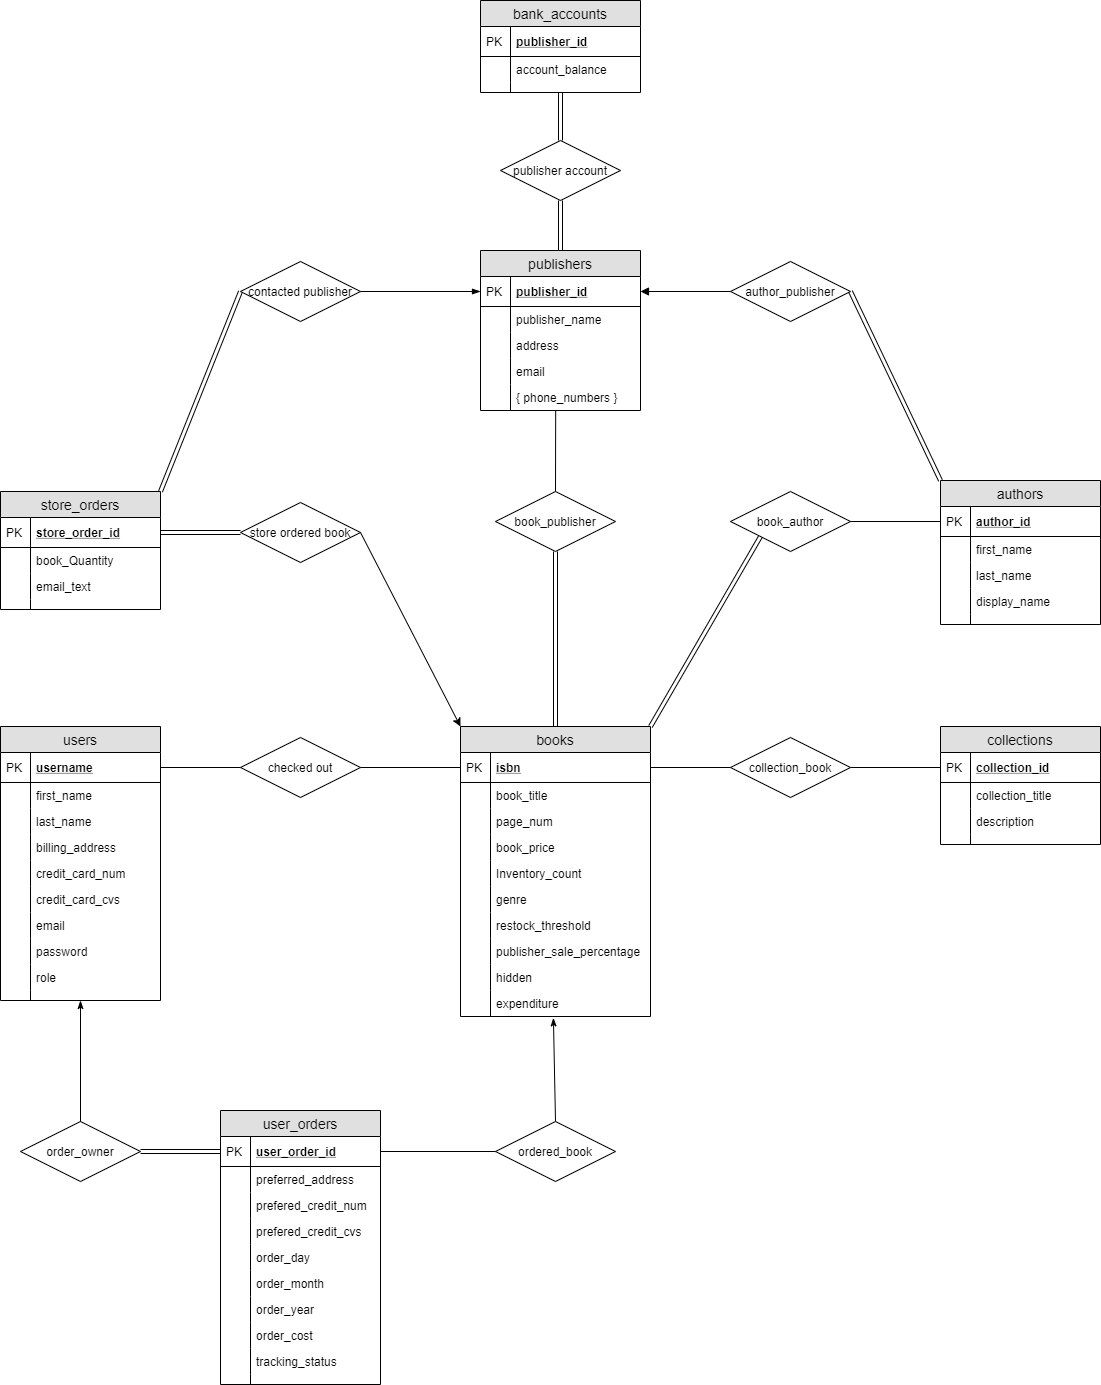 bank_accounts
PK publisher_id
account_balance
publisher account
publishers
PK publisher_id
publisher_name
address
email
{ phone_numbers }
contacted publisher
author_publisher
store_orders
PK store_order_id
book_Quantity
email_text
store ordered book
book_publisher
book_author
authors
PK author_id
first_name
last_name
display_name
users
PK username
first_name
last_name
billing_address
credit_card_num
credit_card_cvs
email
password
role
checked out
books
PK isbn
book_title
page_num
book_price
Inventory_count
genre
restock_threshold
publisher_sale_percentage
hidden
expenditure
collection_book
collections
PK collection_id
collection_title
description
order_owner
user_orders
PK user_order_id
preferred_address
prefered_credit_num
prefered_credit_cvs
order_day
order_month
order_year
order_cost
tracking_status
ordered_book